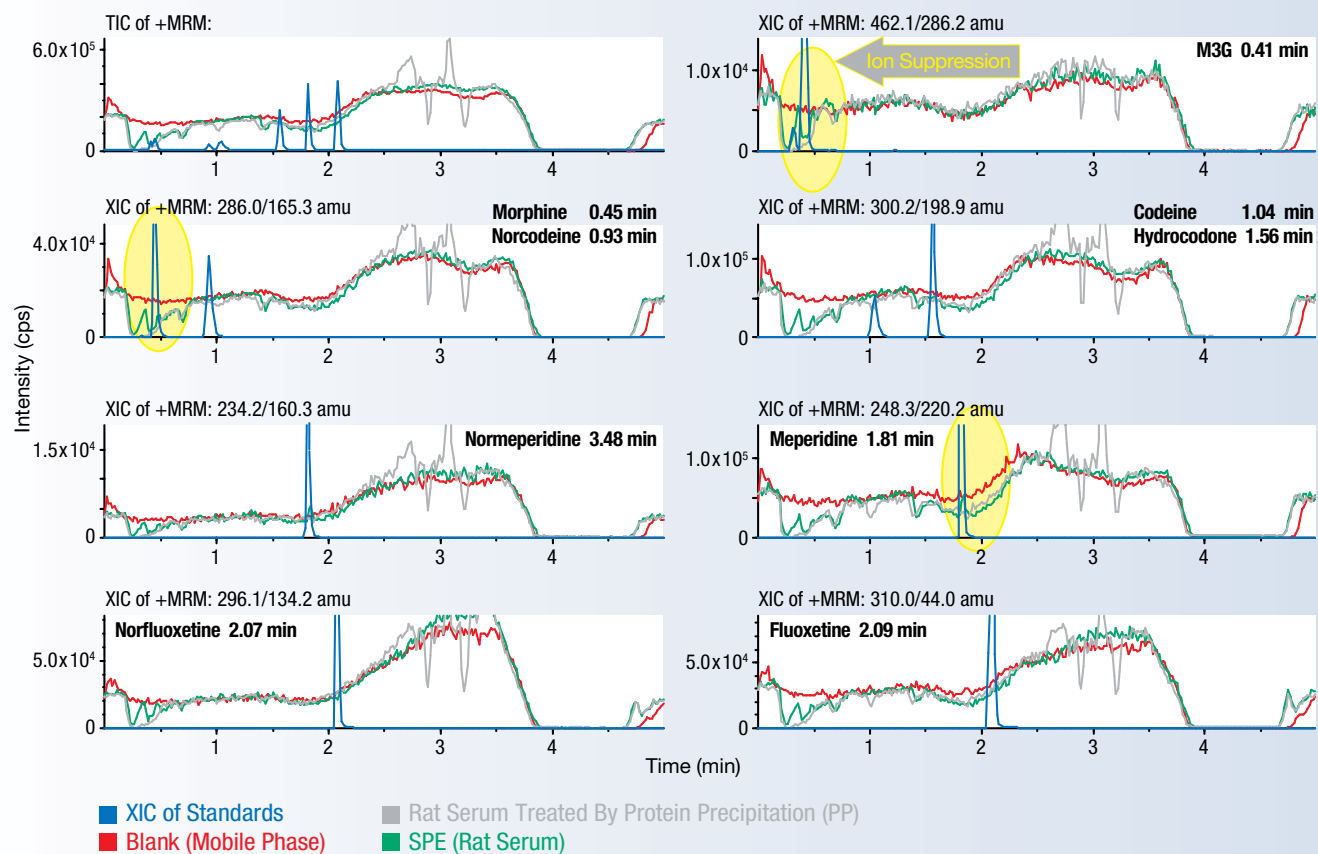 TIC of +MRM:
6.0x10⁵
0
1 2 3 4
XIC of +MRM: 462.1/286.2 amu
Ion Suppression
M3G 0.41 min
1.0x10⁴
0
1 2 3 4
XIC of +MRM: 286.0/165.3 amu
Morphine 0.45 min
Norcodeine 0.93 min
4.0x10⁴
0
1 2 3 4
XIC of +MRM: 300.2/198.9 amu
Codeine 1.04 min
Hydrocodone 1.56 min
1.0x10⁵
0
1 2 3 4
Intensity (cps)
XIC of +MRM: 234.2/160.3 amu
Normeperidine 3.48 min
1.5x10⁴
0
1 2 3 4
XIC of +MRM: 248.3/220.2 amu
Meperidine 1.81 min
1.0x10⁵
0
1 2 3 4
XIC of +MRM: 296.1/134.2 amu
Norfluoxetine 2.07 min
5.0x10⁴
0
1 2 3 4
XIC of +MRM: 310.0/44.0 amu
Fluoxetine 2.09 min
5.0x10⁴
0
1 2 3 4
Time (min)
XIC of Standards
Rat Serum Treated By Protein Precipitation (PP)
Blank (Mobile Phase)
SPE (Rat Serum)